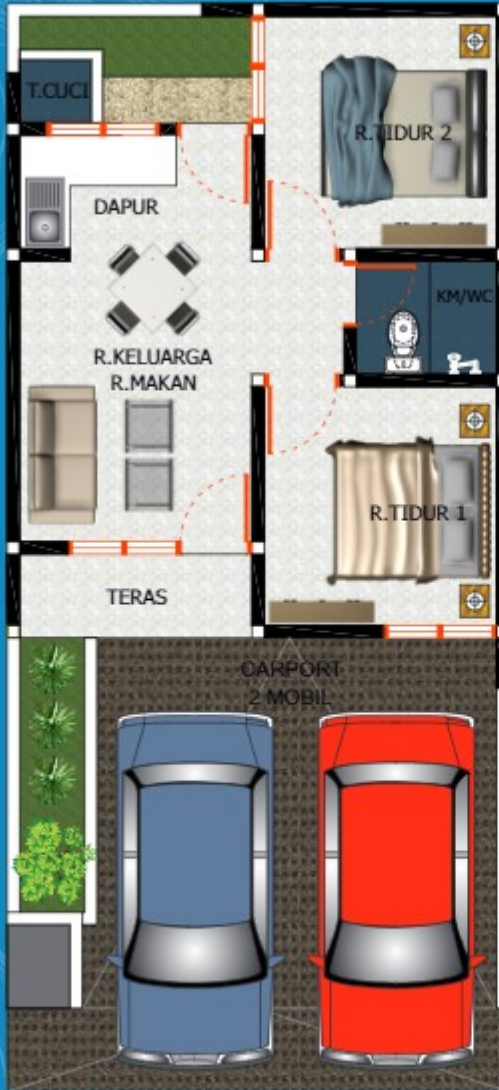 T.CUCI
R.TIDUR 2
DAPUR
KM/WC
R.KELUARGA
R.MAKAN
R.TIDUR 1
TERAS
CARPORT
2 MOBIL